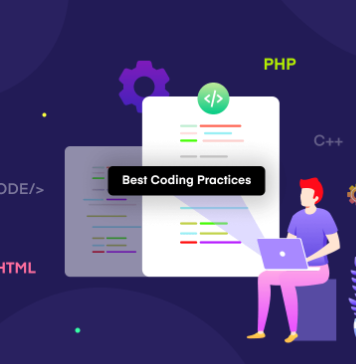 PHP
</>
C++
Best Coding Practices
ODE/>
HTML